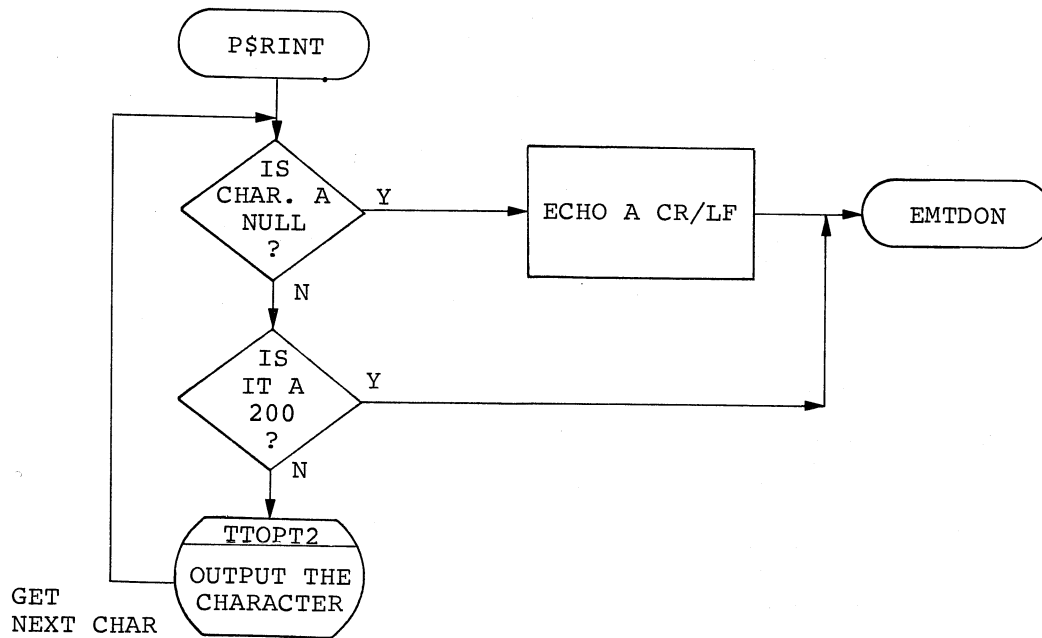 P$RINT
IS
CHAR. A
NULL
?
Y
ECHO A CR/LF
EMTDON
N
IS
IT A
200
?
Y
N
TTOPT2
OUTPUT THE
CHARACTER
GET
NEXT CHAR